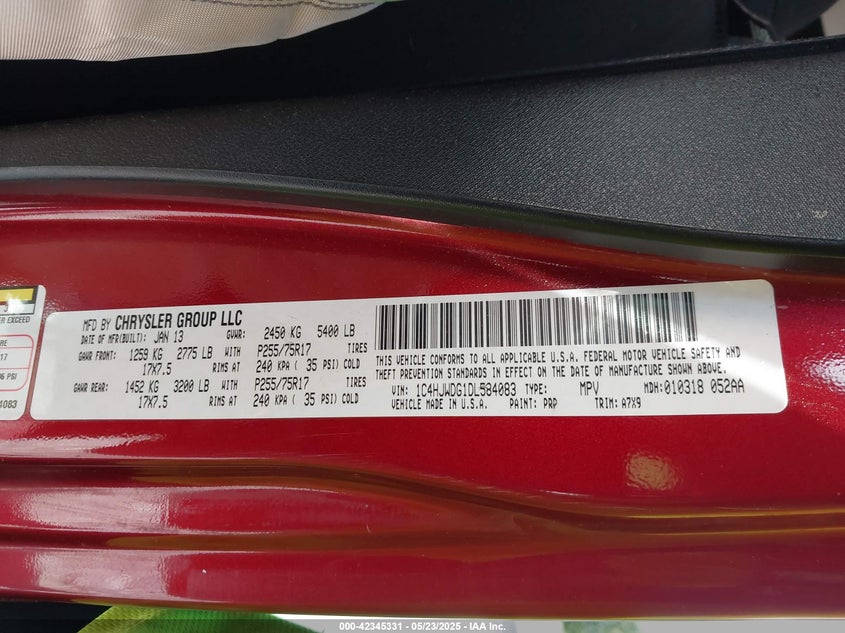 MFD BY CHRYSLER GROUP LLC
DATE OF MFR(BUILT): JAN 13 GVWR: 2450 KG 5400 LB
GAWR FRONT: 1259 KG 2775 LB WITH P255/75R17 TIRES
17X7.5 RIMS AT 240 KPA ( 35 PSI) COLD
GAWR REAR: 1452 KG 3200 LB WITH P255/75R17 TIRES
17X7.5 RIMS AT 240 KPA ( 35 PSI) COLD
THIS VEHICLE CONFORMS TO ALL APPLICABLE U.S.A. FEDERAL MOTOR VEHICLE SAFETY AND
THEFT PREVENTION STANDARDS IN EFFECT ON THE DATE OF MANUFACTURE SHOWN ABOVE.
VIN: 1C4HJWDG1DL584083 TYPE: MPV MDH: 010318 052AA
VEHICLE MADE IN U.S.A. PAINT: PRP TRIM: A7X9
EXCEED
PSI
4083
000-42345331 - 05/23/2025 - IAA Inc.